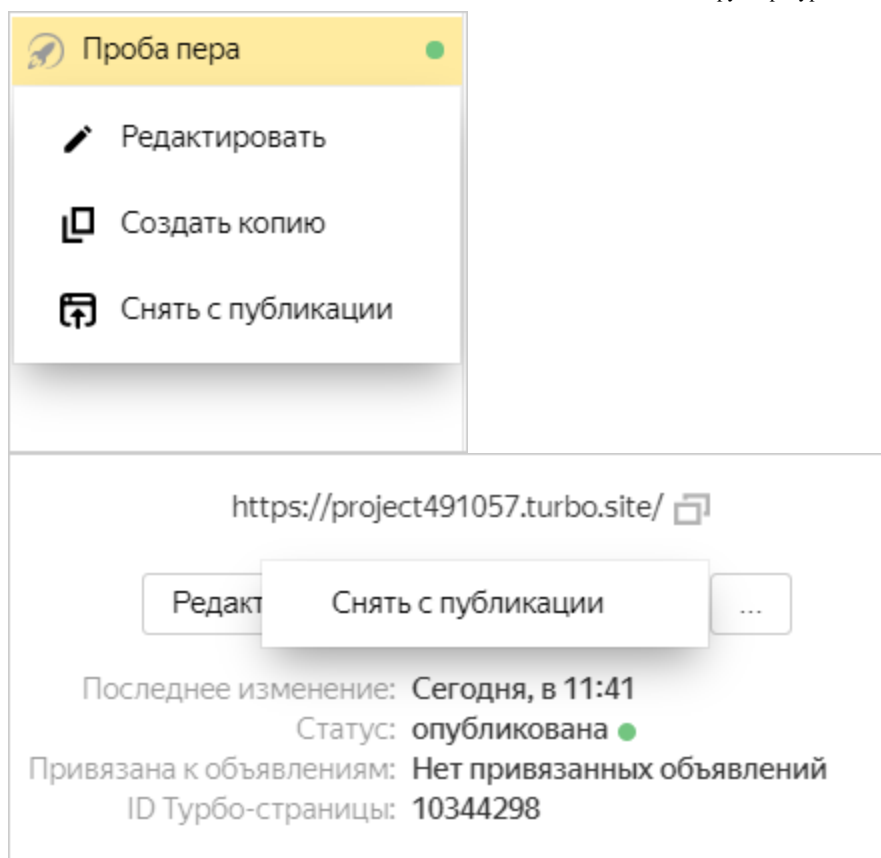 Проба пера
Редактировать
Создать копию
Снять с публикации
https://project491057.turbo.site/
Редакт
Снять с публикации
...
Последнее изменение: Сегодня, в 11:41
Статус: опубликована
Привязана к объявлениям: Нет привязанных объявлений
ID Турбо-страницы: 10344298